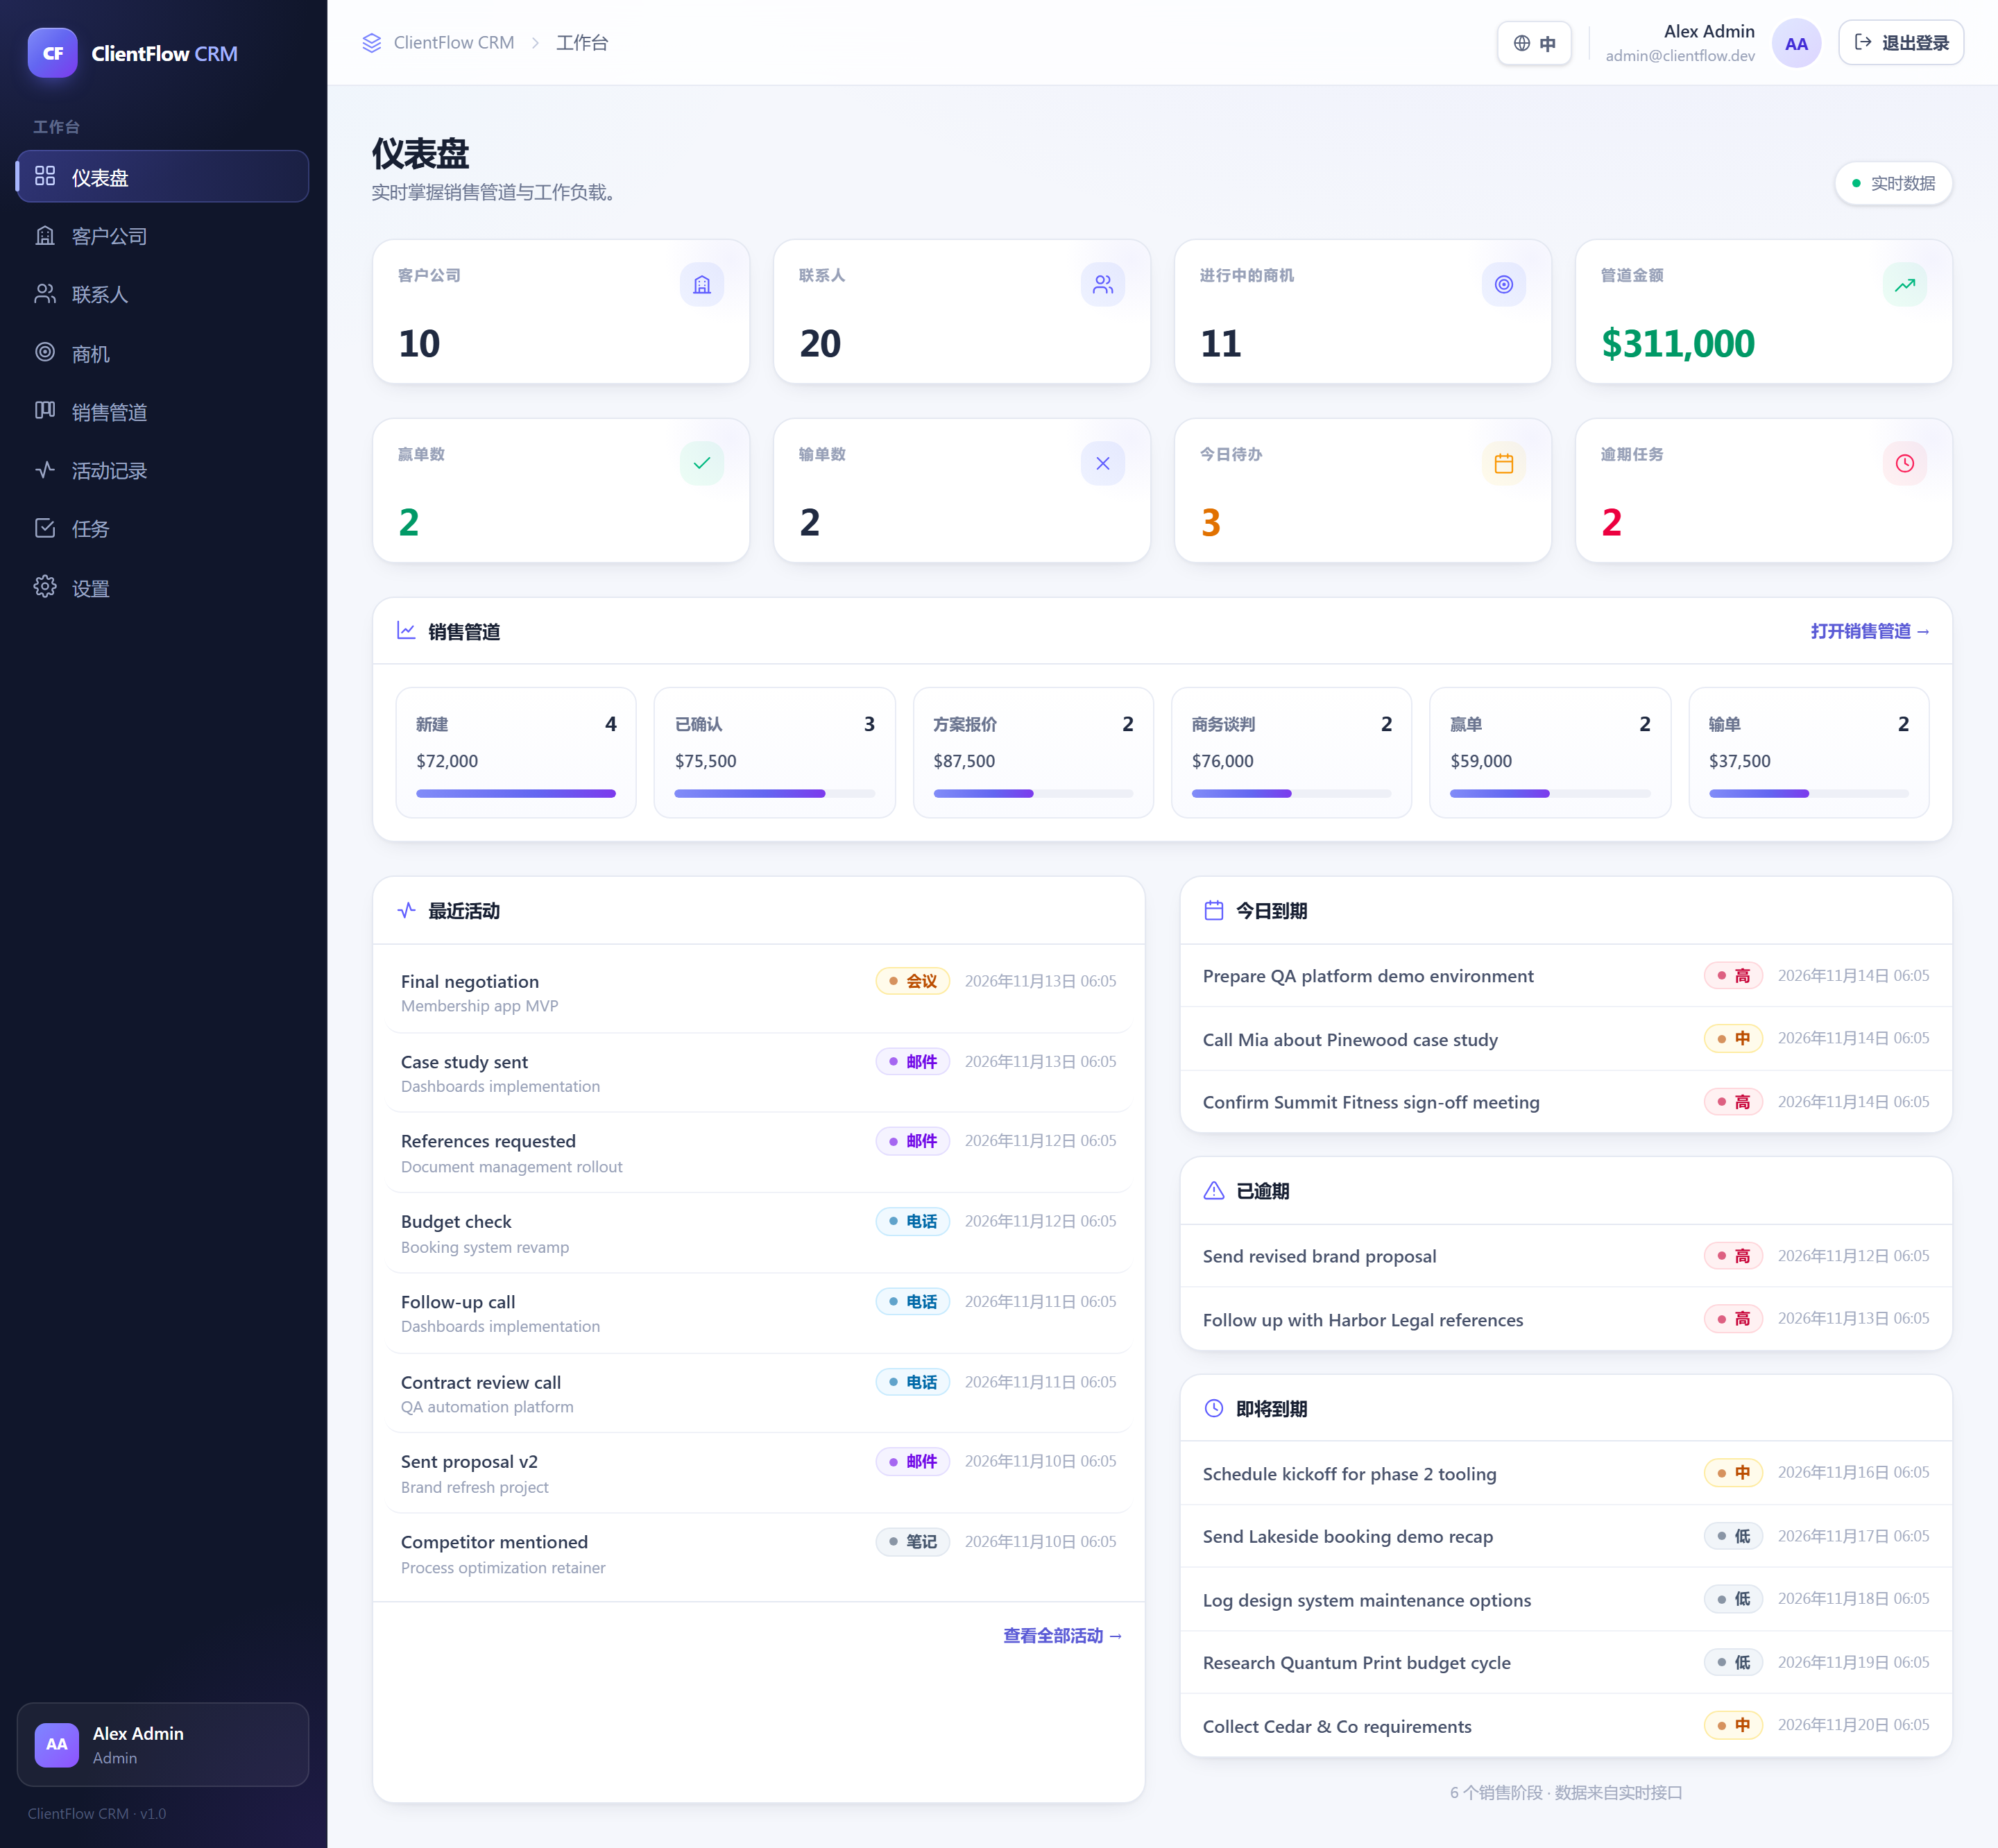 CF
ClientFlow CRM
工作台
仪表盘
客户公司
联系人
商机
销售管道
活动记录
任务
设置
AA
Alex Admin
Admin
ClientFlow CRM · v1.0
ClientFlow CRM
工作台
中
Alex Admin
admin@clientflow.dev
AA
退出登录
仪表盘
实时掌握销售管道与工作负载。
实时数据
客户公司
10
联系人
20
进行中的商机
11
管道金额
$311,000
赢单数
2
输单数
2
今日待办
3
逾期任务
2
销售管道
打开销售管道 →
新建 4
$72,000
已确认 3
$75,500
方案报价 2
$87,500
商务谈判 2
$76,000
赢单 2
$59,000
输单 2
$37,500
最近活动
Final negotiation 会议 2026年11月13日 06:05
Membership app MVP
Case study sent 邮件 2026年11月13日 06:05
Dashboards implementation
References requested 邮件 2026年11月12日 06:05
Document management rollout
Budget check 电话 2026年11月12日 06:05
Booking system revamp
Follow-up call 电话 2026年11月11日 06:05
Dashboards implementation
Contract review call 电话 2026年11月11日 06:05
QA automation platform
Sent proposal v2 邮件 2026年11月10日 06:05
Brand refresh project
Competitor mentioned 笔记 2026年11月10日 06:05
Process optimization retainer
查看全部活动 →
今日到期
Prepare QA platform demo environment 高 2026年11月14日 06:05
Call Mia about Pinewood case study 中 2026年11月14日 06:05
Confirm Summit Fitness sign-off meeting 高 2026年11月14日 06:05
已逾期
Send revised brand proposal 高 2026年11月12日 06:05
Follow up with Harbor Legal references 高 2026年11月13日 06:05
即将到期
Schedule kickoff for phase 2 tooling 中 2026年11月16日 06:05
Send Lakeside booking demo recap 低 2026年11月17日 06:05
Log design system maintenance options 低 2026年11月18日 06:05
Research Quantum Print budget cycle 低 2026年11月19日 06:05
Collect Cedar & Co requirements 中 2026年11月20日 06:05
6 个销售阶段 · 数据来自实时接口